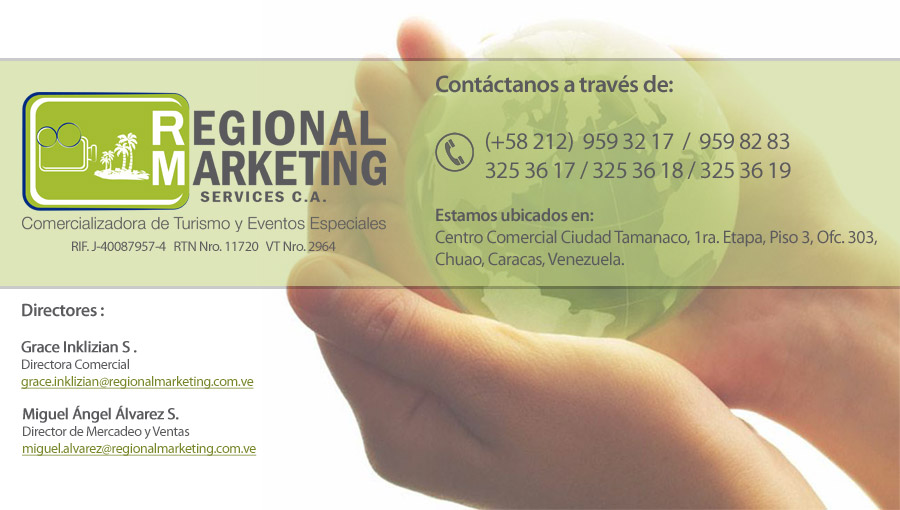 REGIONAL
MARKETING
SERVICES C.A.
Comercializadora de Turismo y Eventos Especiales
RIF. J-40087957-4 RTN Nro. 11720 VT Nro. 2964
Contáctanos a través de:
(+58 212) 959 32 17 / 959 82 83
325 36 17 / 325 36 18 / 325 36 19
Estamos ubicados en:
Centro Comercial Ciudad Tamanaco, 1ra. Etapa, Piso 3, Ofc. 303,
Chuao, Caracas, Venezuela.
Directores :
Grace Inklizian S .
Directora Comercial
grace.inklizian@regionalmarketing.com.ve
Miguel Ángel Álvarez S.
Director de Mercadeo y Ventas
miguel.alvarez@regionalmarketing.com.ve